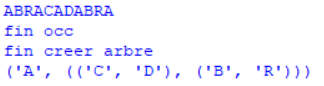 ABRACADABRA
fin occ
fin creer arbre
('A', (('C', 'D'), ('B', 'R')))